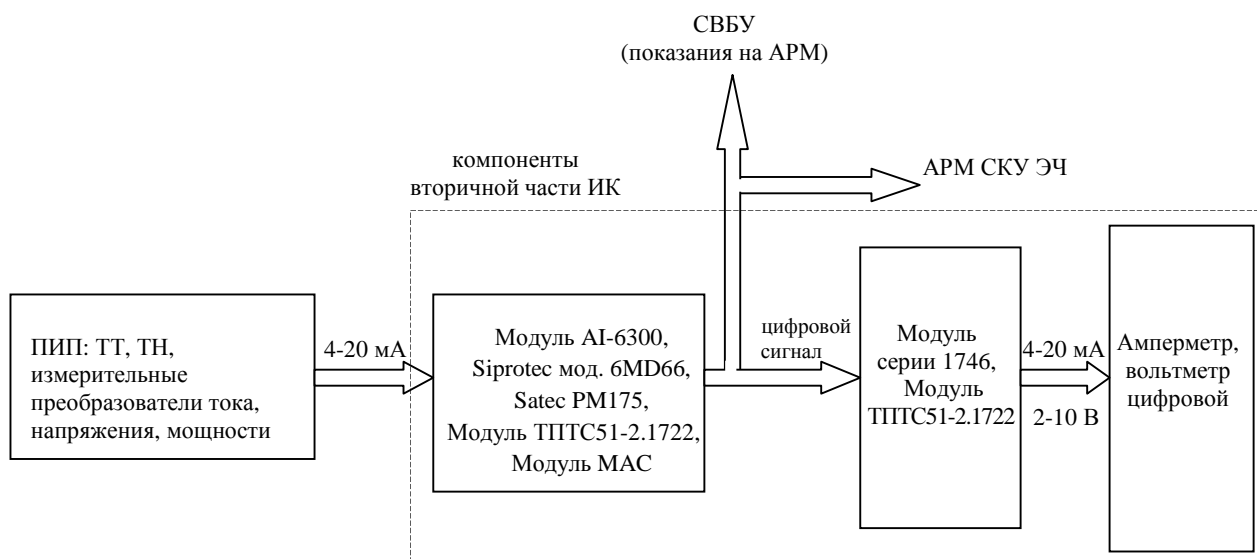 СВБУ
(показания на АРМ)
компоненты
вторичной части ИК
АРМ СКУ ЭЧ
ПИП: ТТ, ТН,
измерительные
преобразователи тока,
напряжения, мощности
4-20 мА
Модуль AI-6300,
Siprotec мод. 6MD66,
Satec PM175,
Модуль ТПТС51-2.1722,
Модуль МАС
цифровой
сигнал
Модуль
серии 1746,
Модуль
ТПТС51-2.1722
4-20 мА
2-10 В
Амперметр,
вольтметр
цифровой